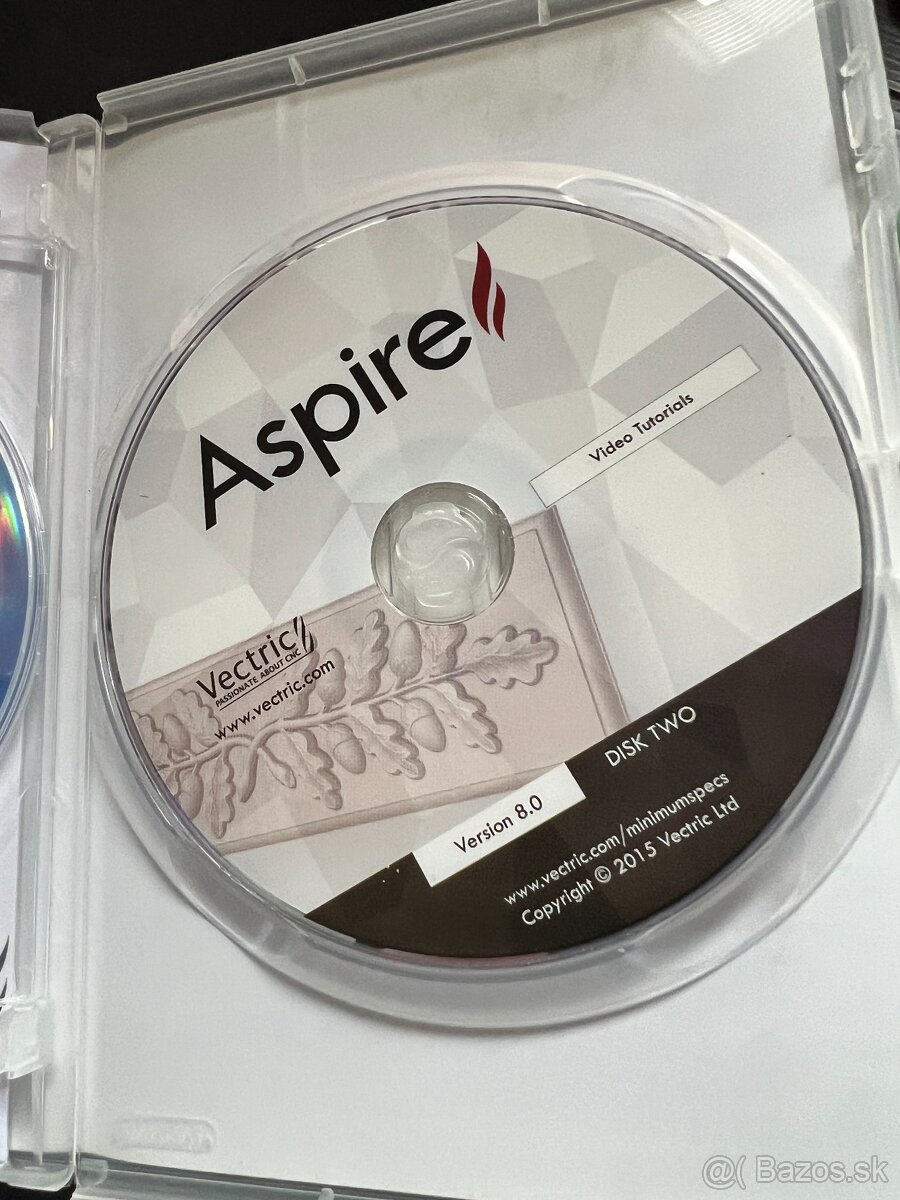 Aspire
Video Tutorials
Vectric
PASSIONATE ABOUT CNC
www.vectric.com
DISK TWO
Version 8.0
www.vectric.com/minimumspecs
Copyright © 2015 Vectric Ltd
@( Bazos.sk